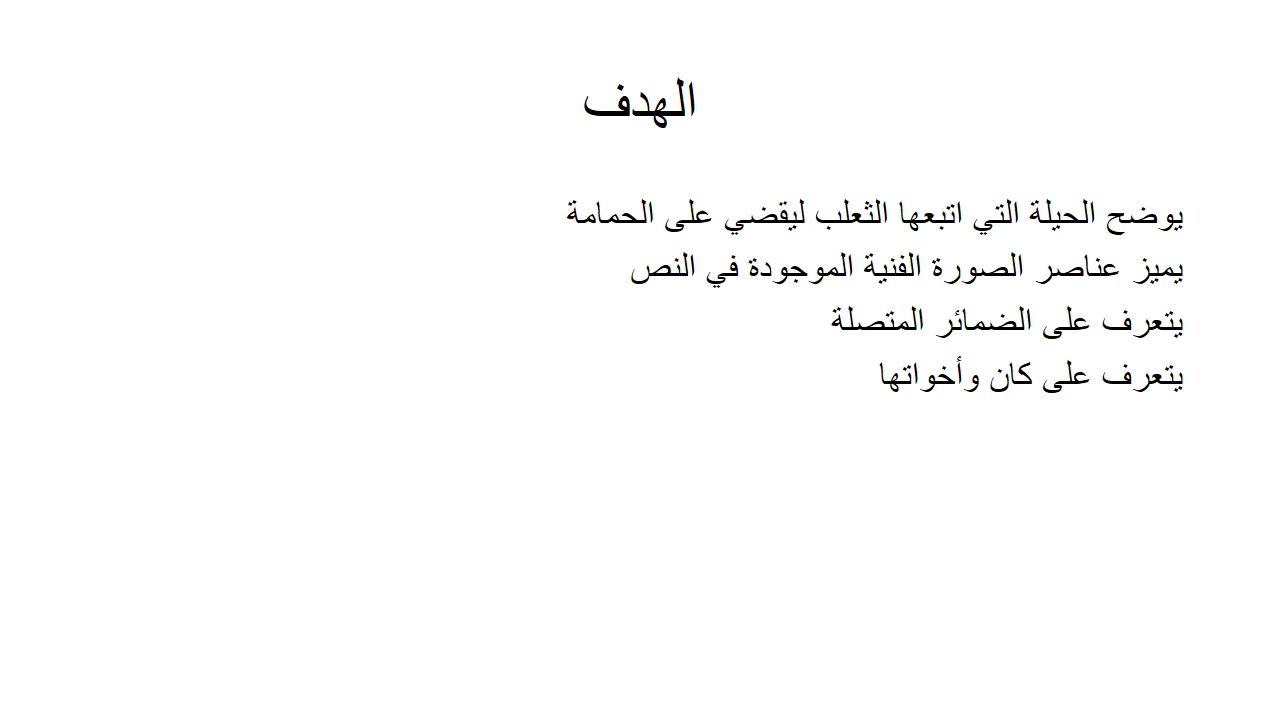 الهدف
يوضح الحيلة التي اتبعها الثعلب ليقضي على الحمامة
يميز عناصر الصورة الفنية الموجودة في النص
يتعرف على الضمائر المتصلة
يتعرف على كان وأخواتها